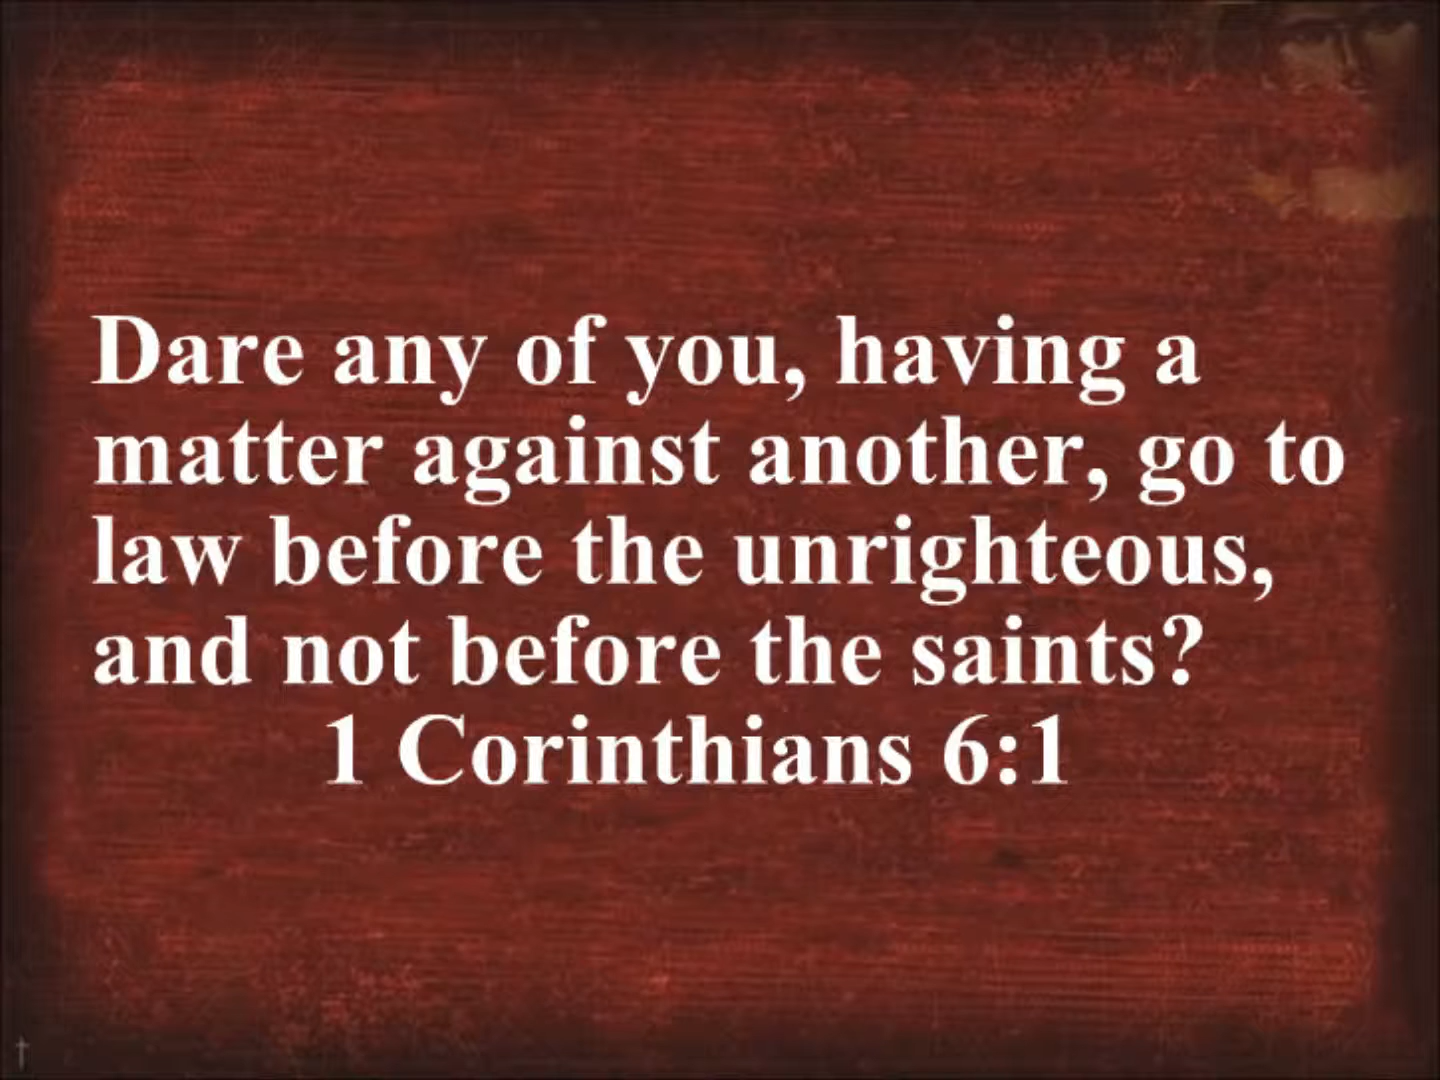 Dare any of you, having a
matter against another, go to
law before the unrighteous,
and not before the saints?
1 Corinthians 6:1